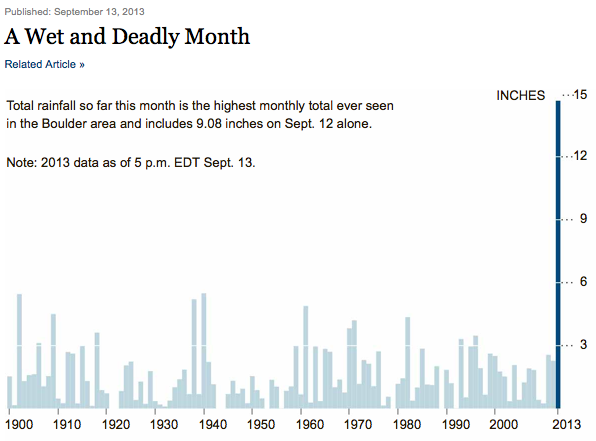 Published: September 13, 2013
A Wet and Deadly Month
Related Article »
INCHES
15
Total rainfall so far this month is the highest monthly total ever seen
in the Boulder area and includes 9.08 inches on Sept. 12 alone.
Note: 2013 data as of 5 p.m. EDT Sept. 13.
12
9
6
3
1900 1910 1920 1930 1940 1950 1960 1970 1980 1990 2000 2013